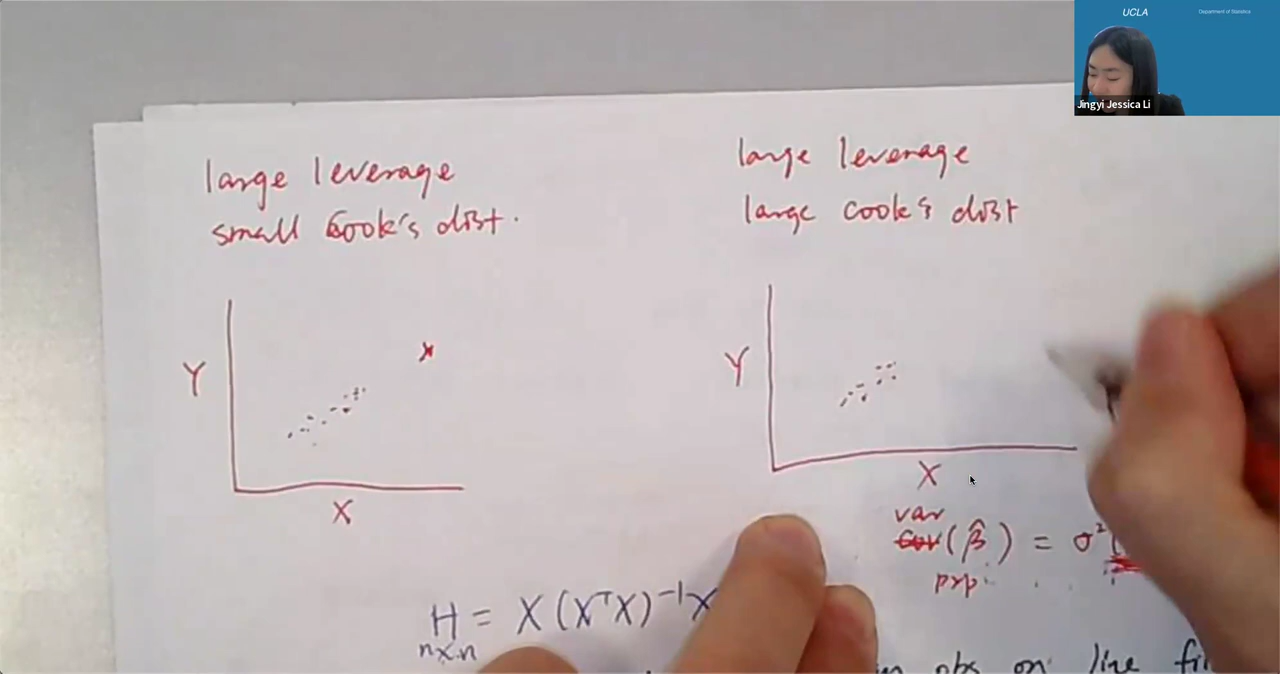 UCLA Department of Statistics
Jingyi Jessica Li
large leverage
small Cook's dist.
large leverage
large cook's dist
Y
X
Y
X
var
Cov(β̂) = σ²
pxp
H = X(XᵀX)⁻¹X
nxn
obs on line